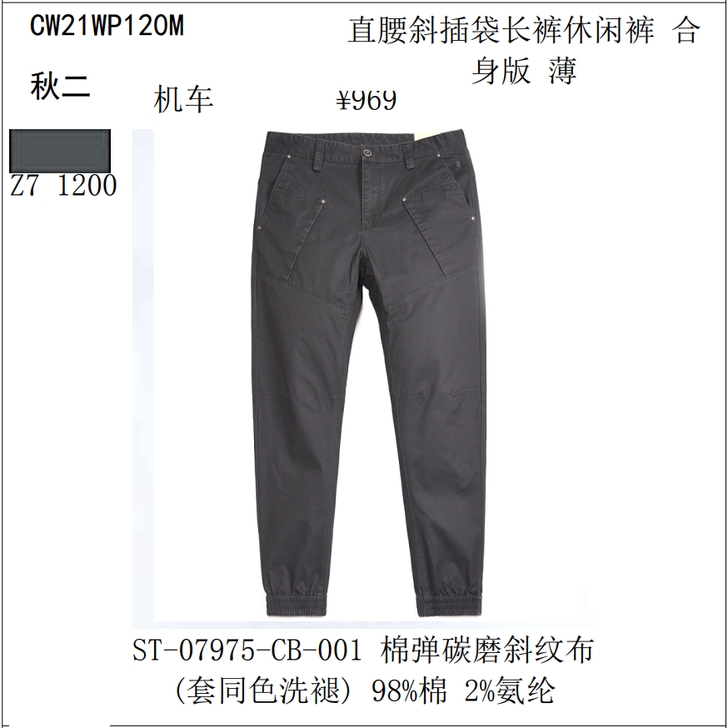 CW21WP120M
直腰斜插袋长裤休闲裤 合
身版 薄
秋二
机车
¥969
Z7 1200
ST-07975-CB-001 棉弹碳磨斜纹布
(套同色洗褪) 98%棉 2%氨纶